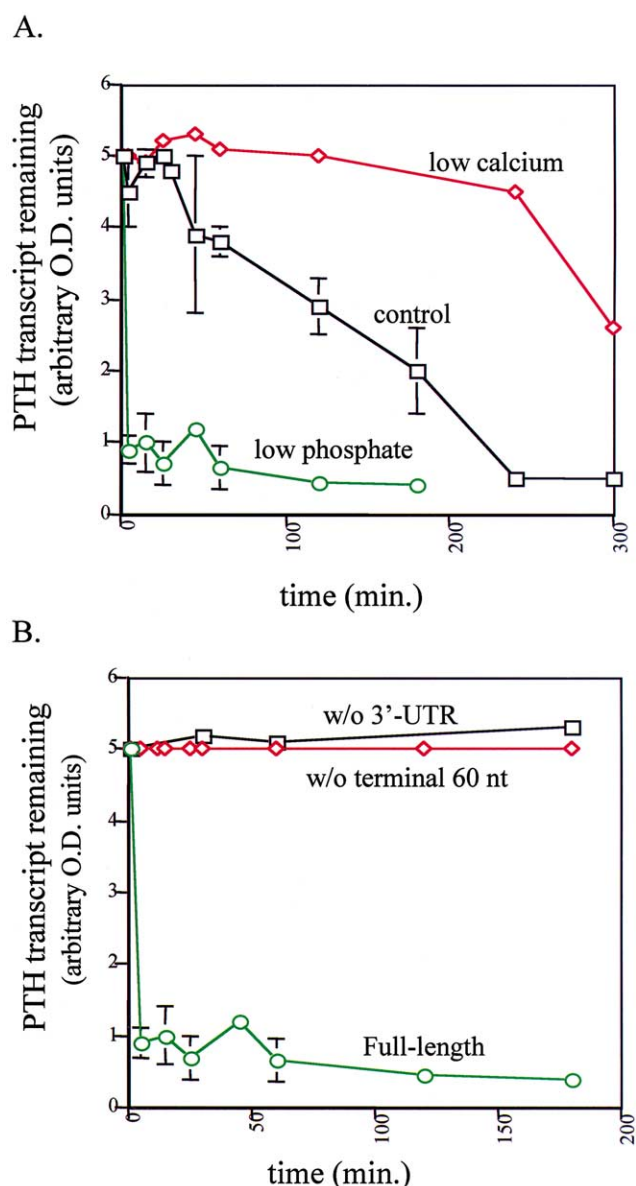 A.
6
5
4
3
2
1
0
PTH transcript remaining
(arbitrary O.D. units)
low calcium
control
low phosphate
0
100
200
300
time (min.)
B.
6
5
4
3
2
1
0
PTH transcript remaining
(arbitrary O.D. units)
w/o 3'-UTR
w/o terminal 60 nt
Full-length
0
50
100
150
200
time (min.)